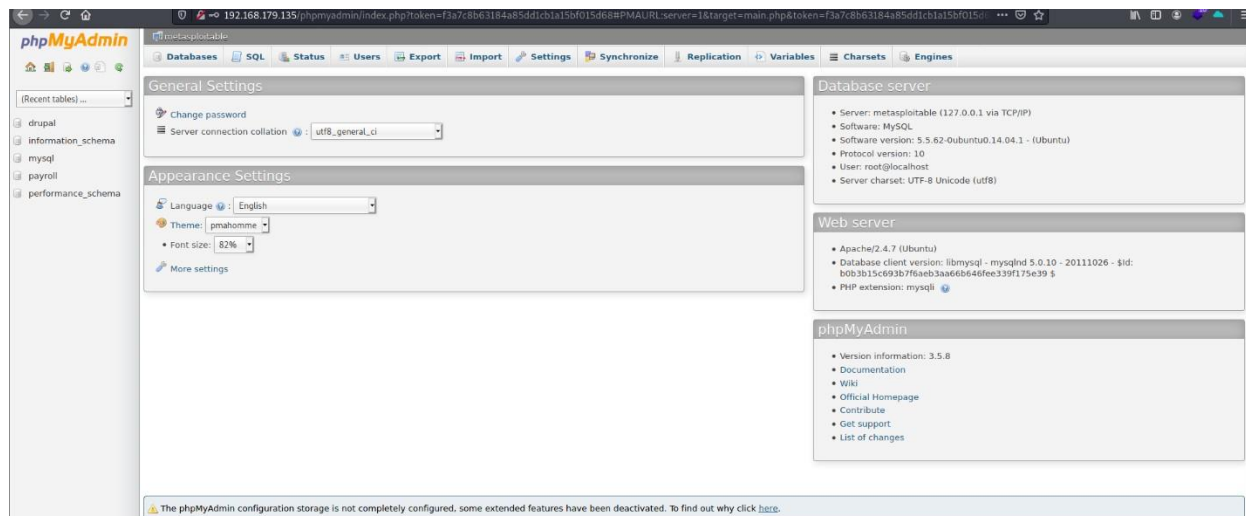 192.168.179.135/phpmyadmin/index.php?token=f3a7c8b63184a85dd1cb1a15bf015d68#PMAURL:server=1&target=main.php&token=f3a7c8b63184a85dd1cb1a15bf015d
phpMyAdmin
(Recent tables) ...
drupal
information_schema
mysql
payroll
performance_schema
metasploitable
Databases SQL Status Users Export Import Settings Synchronize Replication Variables Charsets Engines
General Settings
Change password
Server connection collation : utf8_general_ci
Appearance Settings
Language : English
Theme: pmahomme
• Font size: 82%
More settings
Database server
• Server: metasploitable (127.0.0.1 via TCP/IP)
• Software: MySQL
• Software version: 5.5.62-0ubuntu0.14.04.1 - (Ubuntu)
• Protocol version: 10
• User: root@localhost
• Server charset: UTF-8 Unicode (utf8)
Web server
• Apache/2.4.7 (Ubuntu)
• Database client version: libmysql - mysqlnd 5.0.10 - 20111026 - $Id:
b0b3b15c693b7f6aeb3aa66b646fee339f175e39 $
• PHP extension: mysqli
phpMyAdmin
• Version information: 3.5.8
• Documentation
• Wiki
• Official Homepage
• Contribute
• Get support
• List of changes
The phpMyAdmin configuration storage is not completely configured, some extended features have been deactivated. To find out why click here.